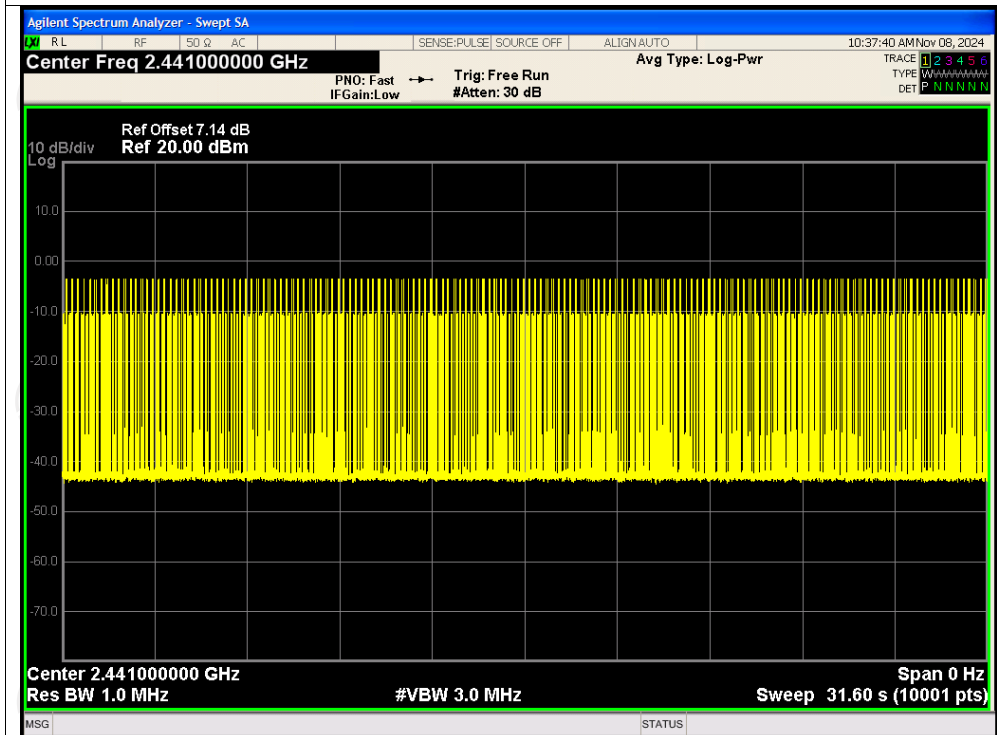 Agilent Spectrum Analyzer - Swept SA
LXI RL RF 50 Ω AC SENSE:PULSE SOURCE OFF ALIGN AUTO 10:37:40 AM Nov 08, 2024
Center Freq 2.441000000 GHz Avg Type: Log-Pwr TRACE 1 2 3 4 5 6
PNO: Fast Trig: Free Run TYPE W
IFGain:Low #Atten: 30 dB DET P N N N N N
Ref Offset 7.14 dB
10 dB/div Ref 20.00 dBm
Log
10.0
0.00
-10.0
-20.0
-30.0
-40.0
-50.0
-60.0
-70.0
Center 2.441000000 GHz Span 0 Hz
Res BW 1.0 MHz #VBW 3.0 MHz Sweep 31.60 s (10001 pts)
MSG STATUS